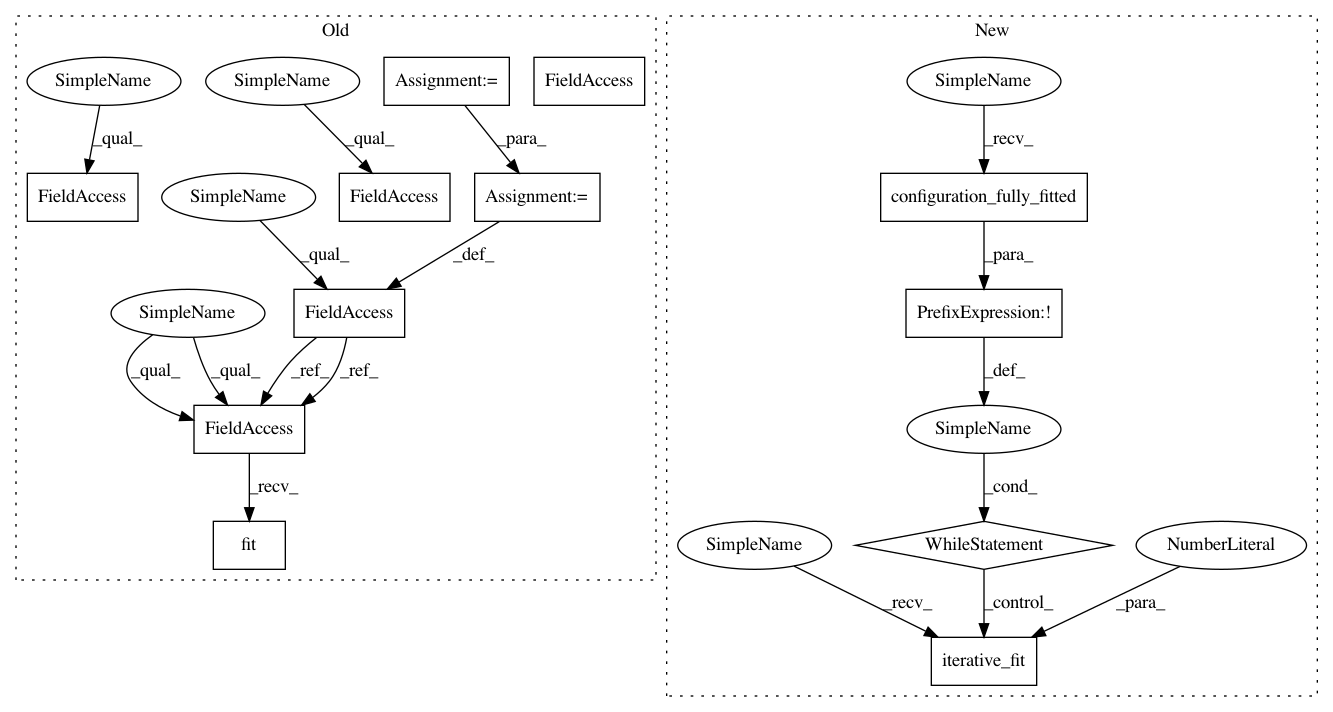 Old
New
SimpleName
SimpleName
Assignment:=
FieldAccess
SimpleName
_qual_
_qual_
_para_
_recv_
FieldAccess
SimpleName
FieldAccess
Assignment:=
configuration_fully_fitted
_qual_
_def_
_para_
SimpleName
FieldAccess
PrefixExpression:!
_qual_
_qual_
_ref_
_ref_
_def_
FieldAccess
SimpleName
_recv_
_cond_
fit
SimpleName
WhileStatement
NumberLiteral
_recv_
_control_
_para_
iterative_fit